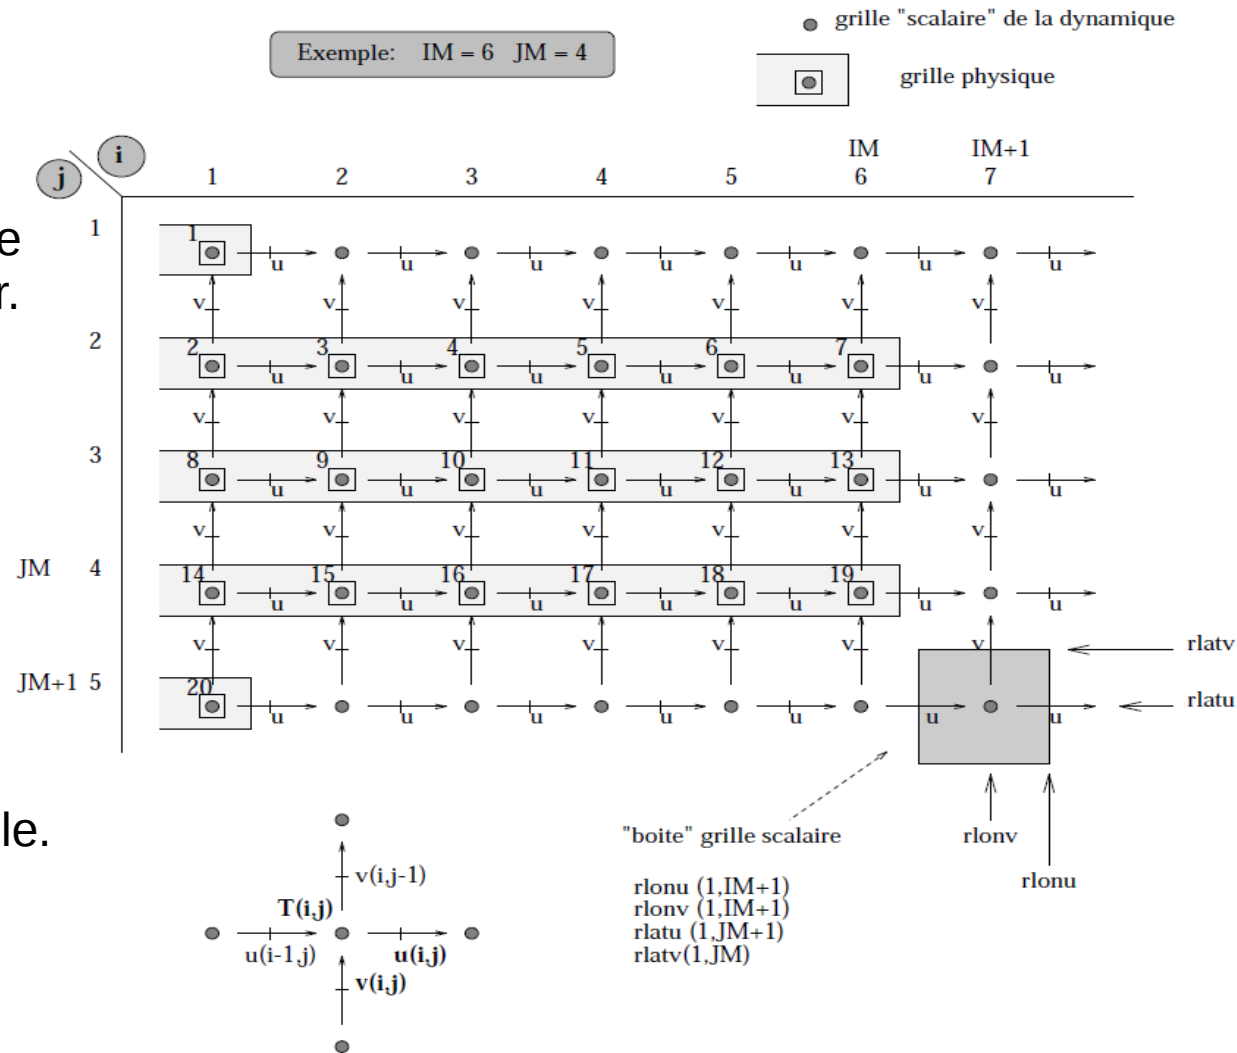 grille "scalaire" de la dynamique
Exemple: IM = 6 JM = 4
grille physique
i
j
IM IM+1
1 2 3 4 5 6 7
e
r.
1
1
u u u u u u u
v v v v v v
2
2 3 4 5 6 7
u u u u u u u
v v v v v v
3
8 9 10 11 12 13
u u u u u u u
v v v v v v
JM 4
14 15 16 17 18 19
u u u u u u u
v v v v v v v
rlatv
JM+1 5
20
u u u u u u u
rlatu
le.
"boite" grille scalaire
rlonv
rlonu
rlonu (1,IM+1)
rlonv (1,IM+1)
rlatu (1,JM+1)
rlatv(1,JM)
v(i,j-1)
T(i,j)
u(i-1,j) u(i,j)
v(i,j)